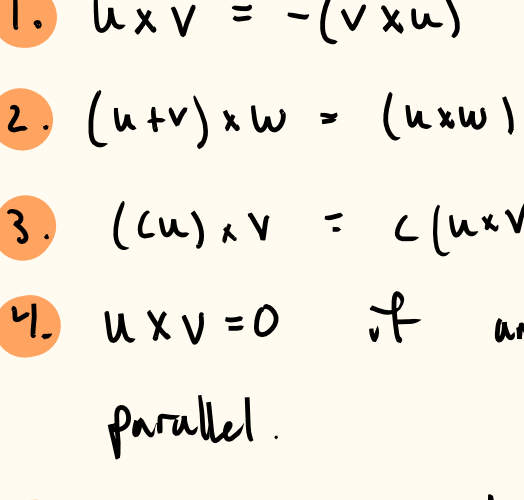 1. u x v = -(v x u)
2. (u+v) x w = (u x w)
3. (cu) x v = c(u x v
4. u x v = 0 if
parallel.